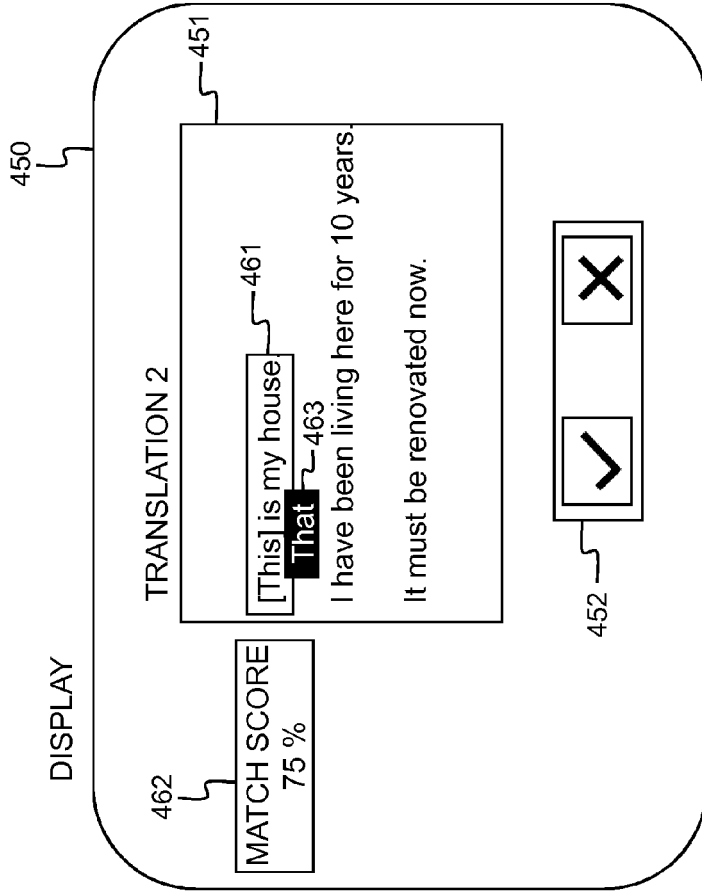 DISPLAY
450
TRANSLATION 2
451
462
MATCH SCORE
75 %
461
[This] is my house.
That
463
I have been living here for 10 years.
It must be renovated now.
452